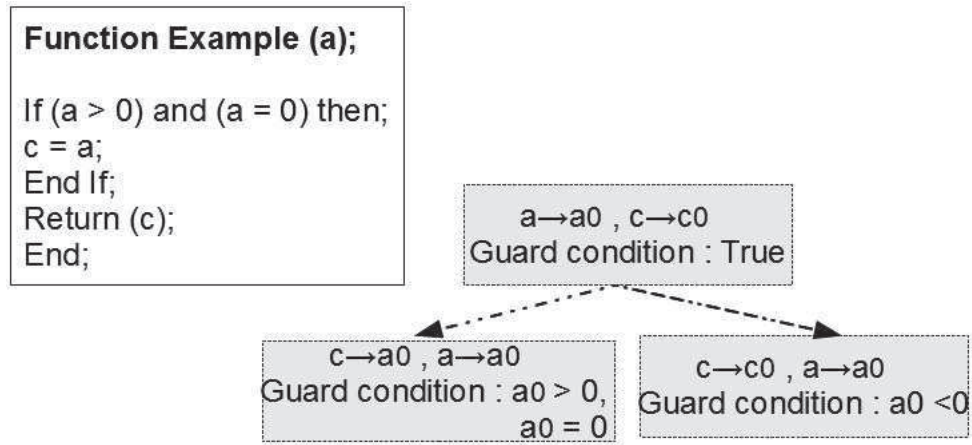 Function Example (a);
If (a > 0) and (a = 0) then;
c = a;
End If;
Return (c);
End;
a→a0 , c→c0
Guard condition : True
c→a0 , a→a0
Guard condition : a0 > 0,
a0 = 0
c→c0 , a→a0
Guard condition : a0 <0